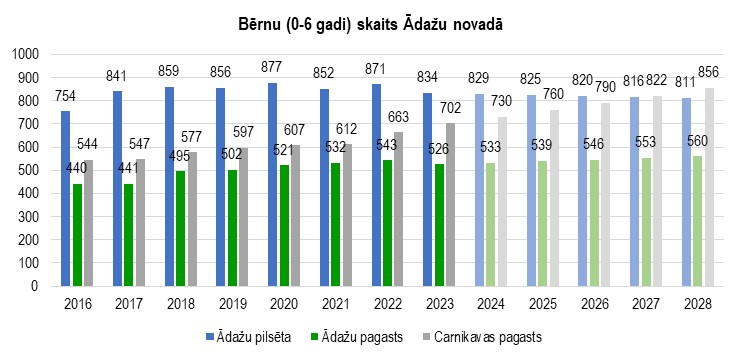 Bērnu (0-6 gadi) skaits Ādažu novadā
1000
900
800
700
600
500
400
300
200
100
0
754 841 859 856 877 852 871 834 829 825 820 816 811
440 441 495 502 521 532 543 526 533 539 546 553 560
544 547 577 597 607 612 663 702 730 760 790 822 856
2016 2017 2018 2019 2020 2021 2022 2023 2024 2025 2026 2027 2028
Ādažu pilsēta Ādažu pagasts Carnikavas pagasts